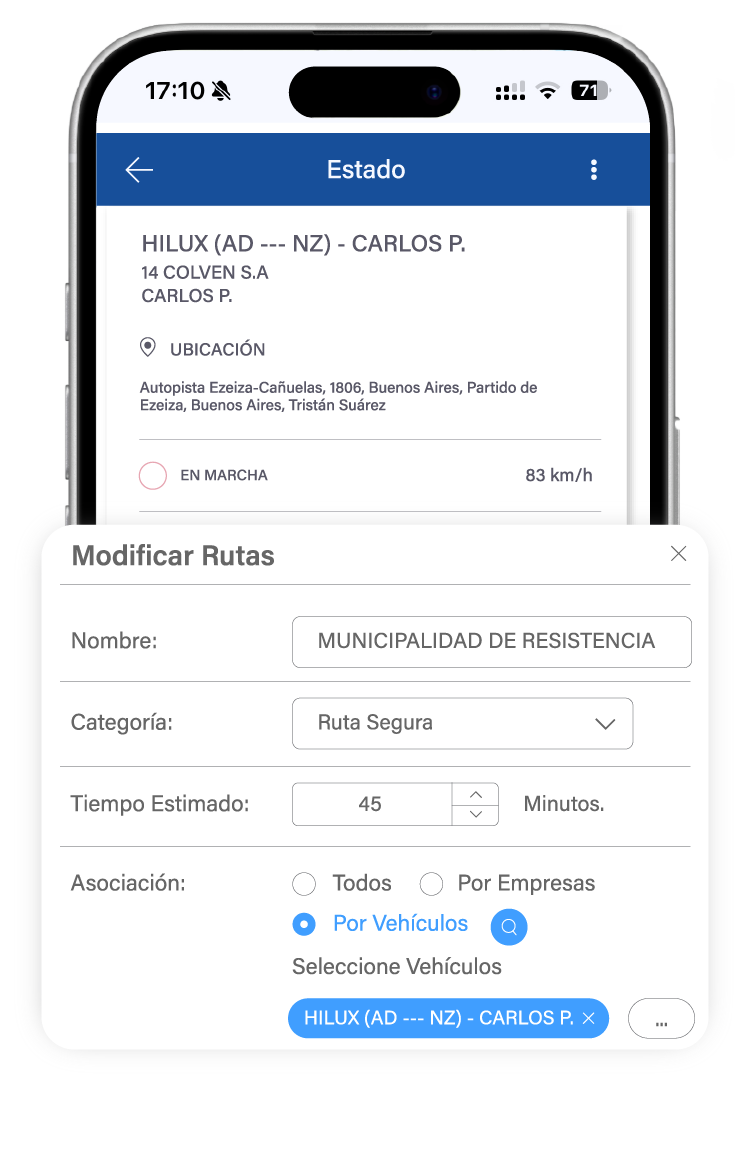 17:10
71
Estado
HILUX (AD --- NZ) - CARLOS P.
14 COLVEN S.A
CARLOS P.
UBICACIÓN
Autopista Ezeiza-Cañuelas, 1806, Buenos Aires, Partido de
Ezeiza, Buenos Aires, Tristán Suárez
EN MARCHA 83 km/h
Modificar Rutas
Nombre: MUNICIPALIDAD DE RESISTENCIA
Categoría: Ruta Segura
Tiempo Estimado: 45 Minutos.
Asociación: Todos Por Empresas
Por Vehículos
Seleccione Vehículos
HILUX (AD --- NZ) - CARLOS P. ...